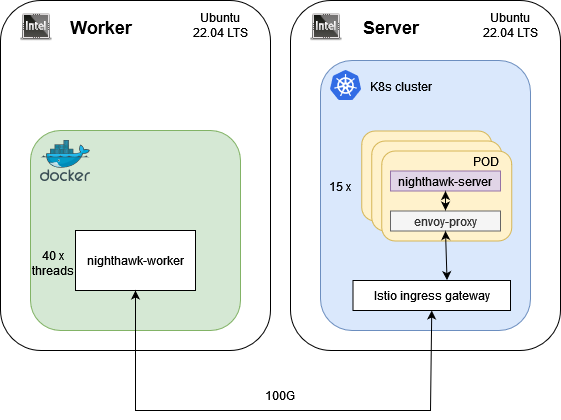 intel
Worker
Ubuntu
22.04 LTS
docker
40 x
threads
nighthawk-worker
intel
Server
Ubuntu
22.04 LTS
K8s cluster
15 x
POD
nighthawk-server
envoy-proxy
Istio ingress gateway
100G